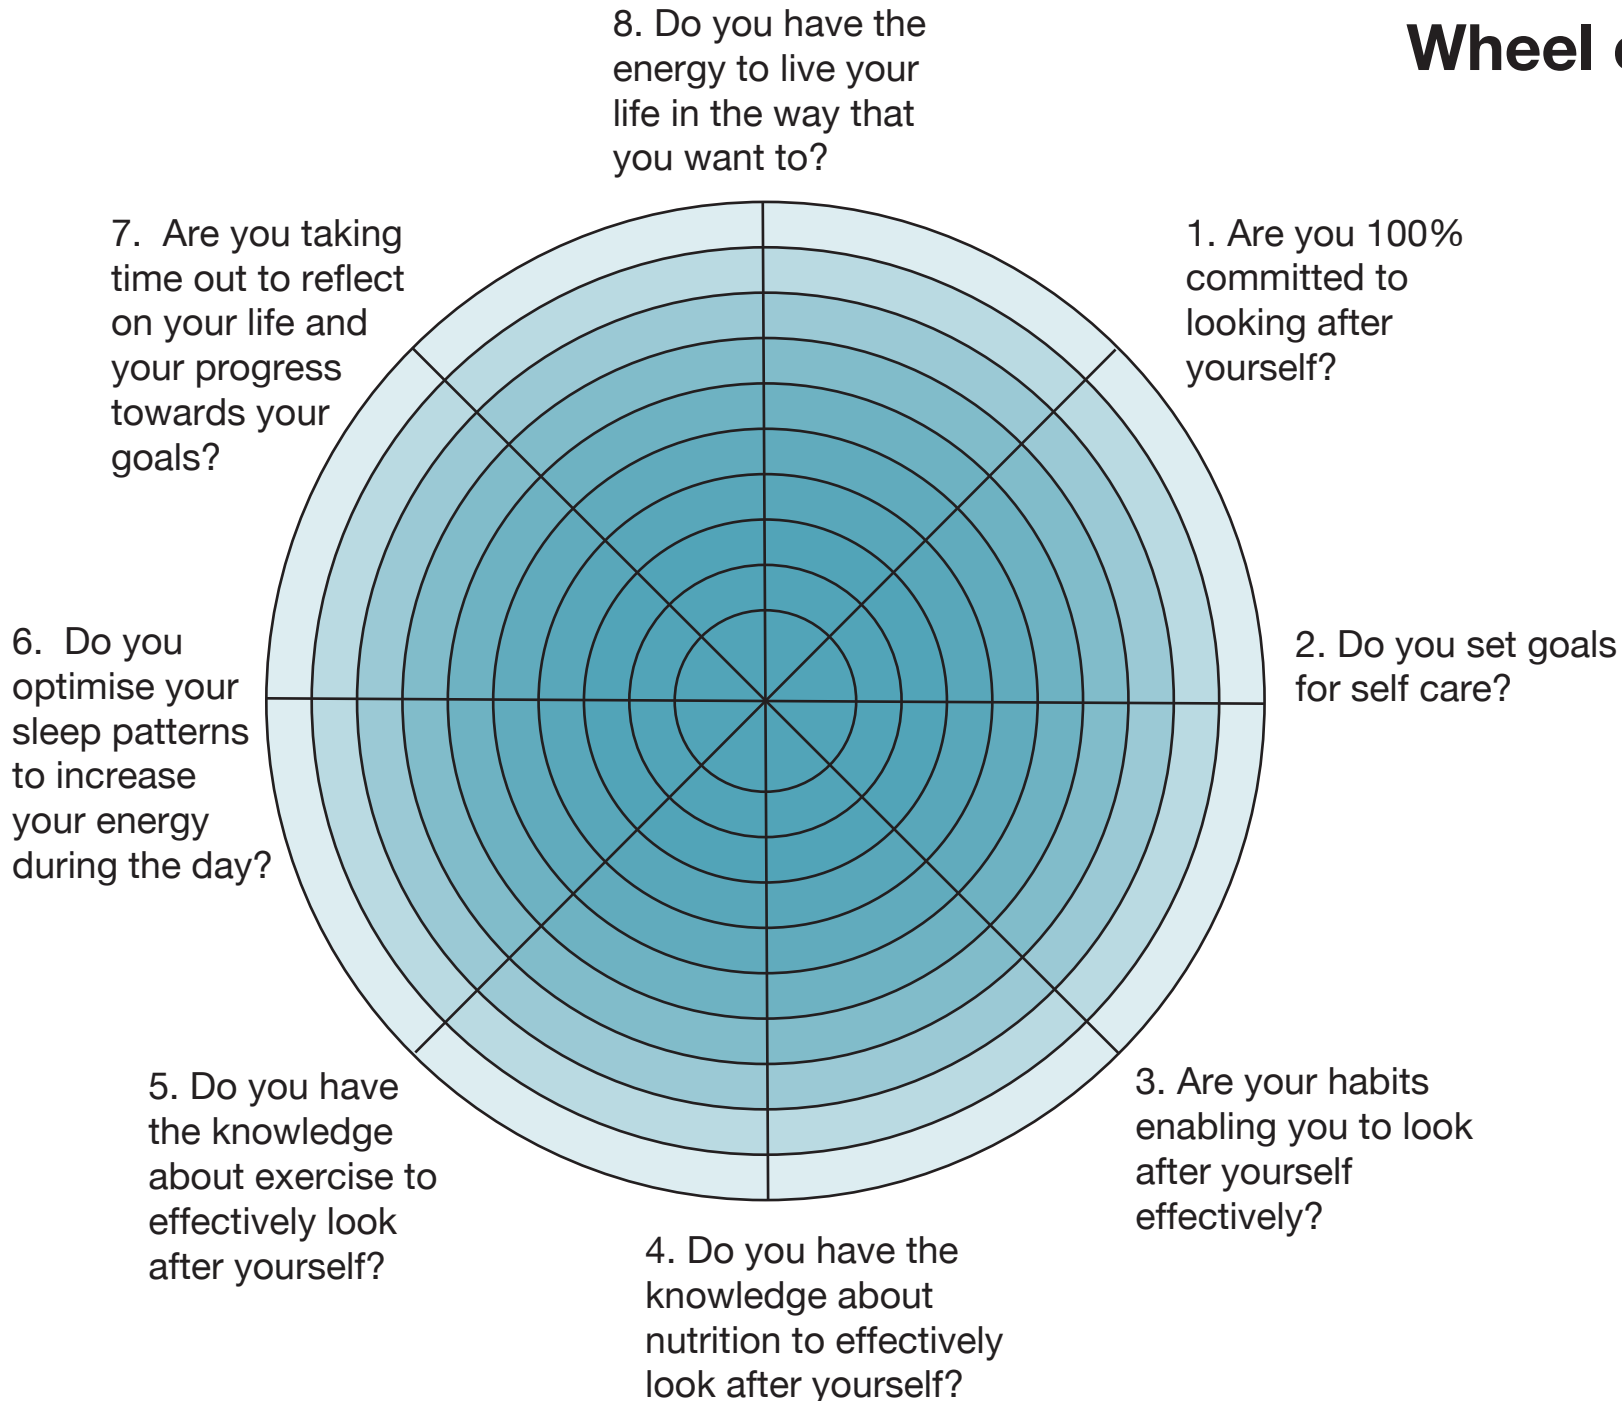 Wheel
8. Do you have the
energy to live your
life in the way that
you want to?
1. Are you 100%
committed to
looking after
yourself?
2. Do you set goals
for self care?
3. Are your habits
enabling you to look
after yourself
effectively?
4. Do you have the
knowledge about
nutrition to effectively
look after yourself?
5. Do you have
the knowledge
about exercise to
effectively look
after yourself?
6. Do you
optimise your
sleep patterns
to increase
your energy
during the day?
7. Are you taking
time out to reflect
on your life and
your progress
towards your
goals?